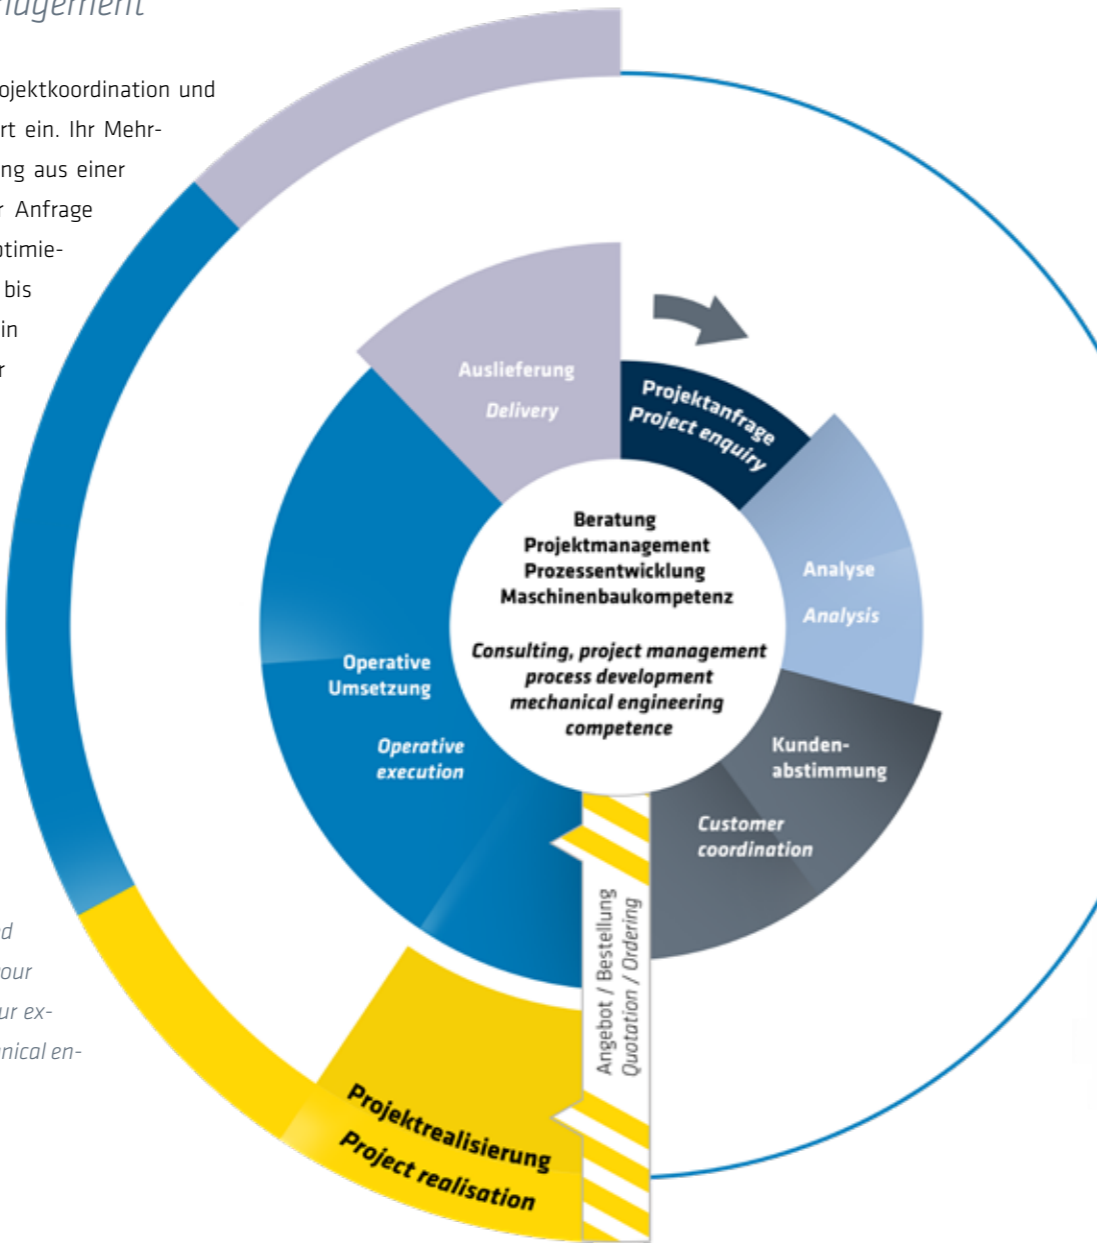 ojektkoordination und
rt ein. Ihr Mehr-
ng aus einer
r Anfrage
ptimie-
bis
in
r
Auslieferung
Delivery
Projektanfrage
Project enquiry
Analyse
Analysis
Kunden-
abstimmung
Customer
coordination
Beratung
Projektmanagement
Prozessentwicklung
Maschinenbaukompetenz
Consulting, project management
process development
mechanical engineering
competence
Operative
Umsetzung
Operative
execution
Angebot / Bestellung
Quotation / Ordering
Projektrealisierung
Project realisation
d
our
ur ex-
nical en-